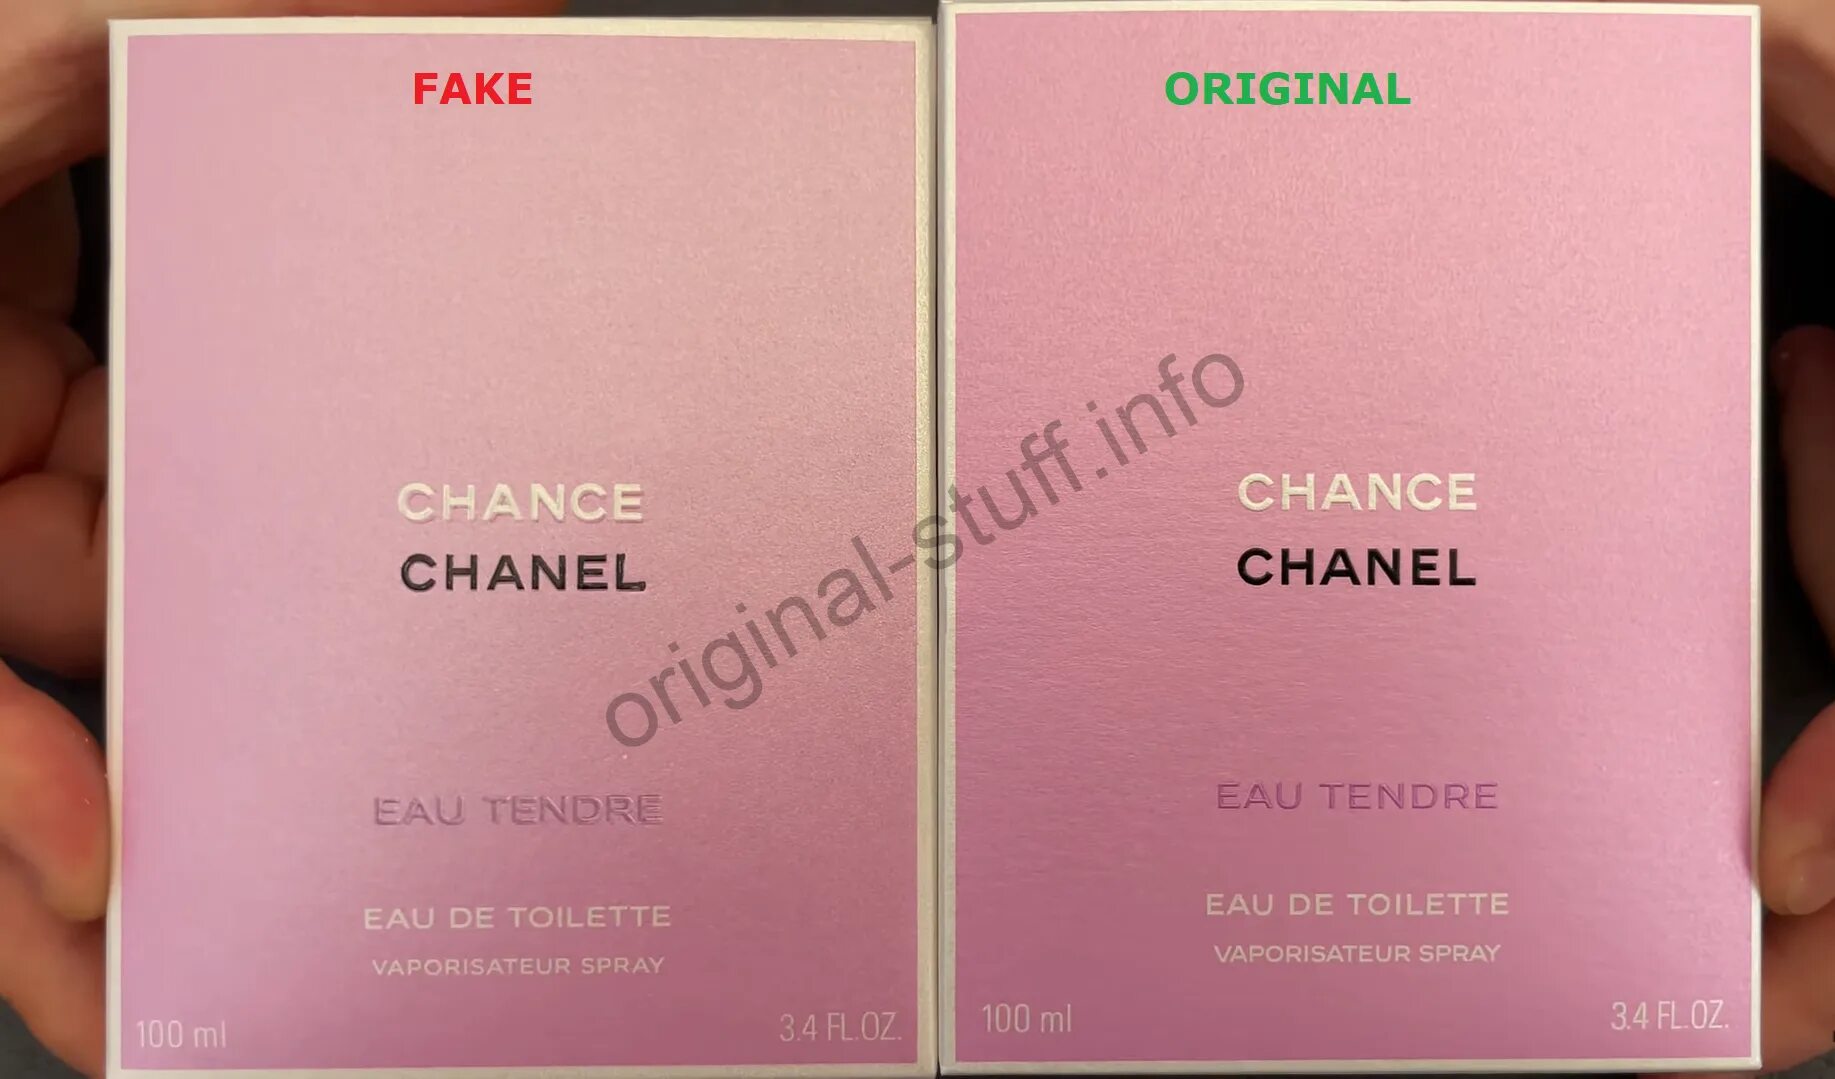 FAKE
CHANCE
CHANEL
EAU TENDRE
EAU DE TOILETTE
VAPORISATEUR SPRAY
100 ml
3.4 FL.OZ.
ORIGINAL
CHANCE
CHANEL
EAU TENDRE
EAU DE TOILETTE
VAPORISATEUR SPRAY
100 ml
3.4 FL.OZ.
original-stuff.info